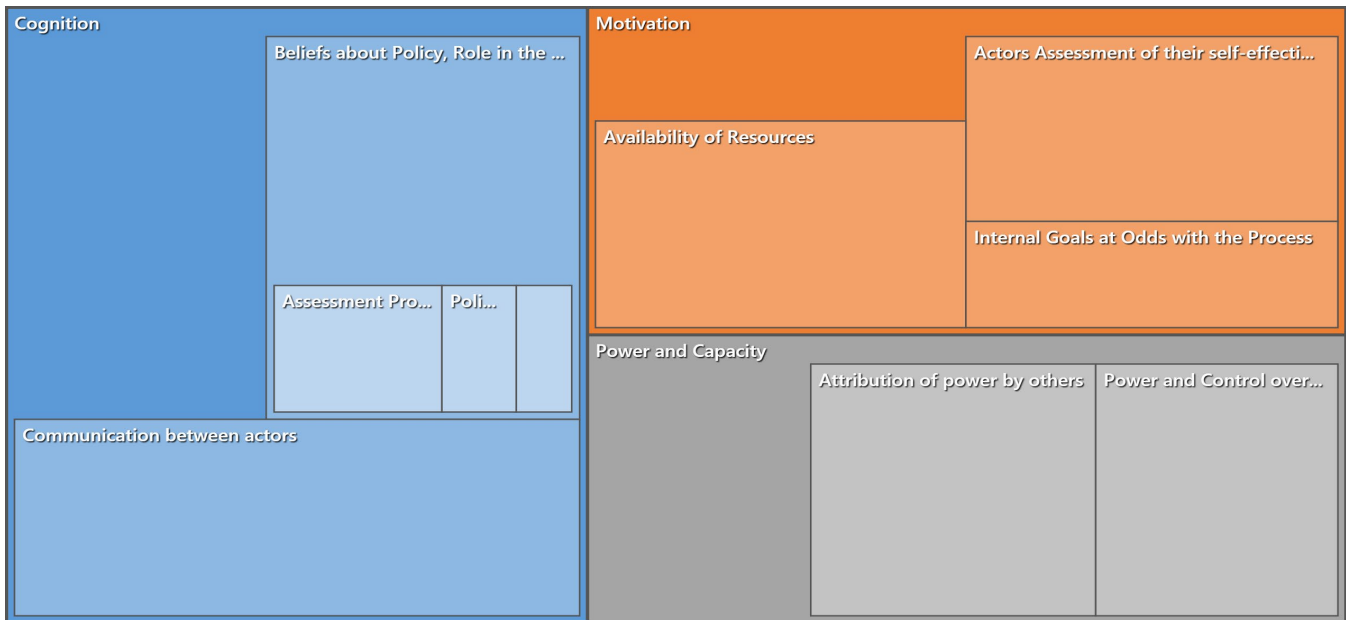 Cognition
Beliefs about Policy, Role in the ...
Assessment Pro...
Poli...
Communication between actors
Motivation
Actors Assessment of their self-effecti...
Availability of Resources
Internal Goals at Odds with the Process
Power and Capacity
Attribution of power by others
Power and Control over...